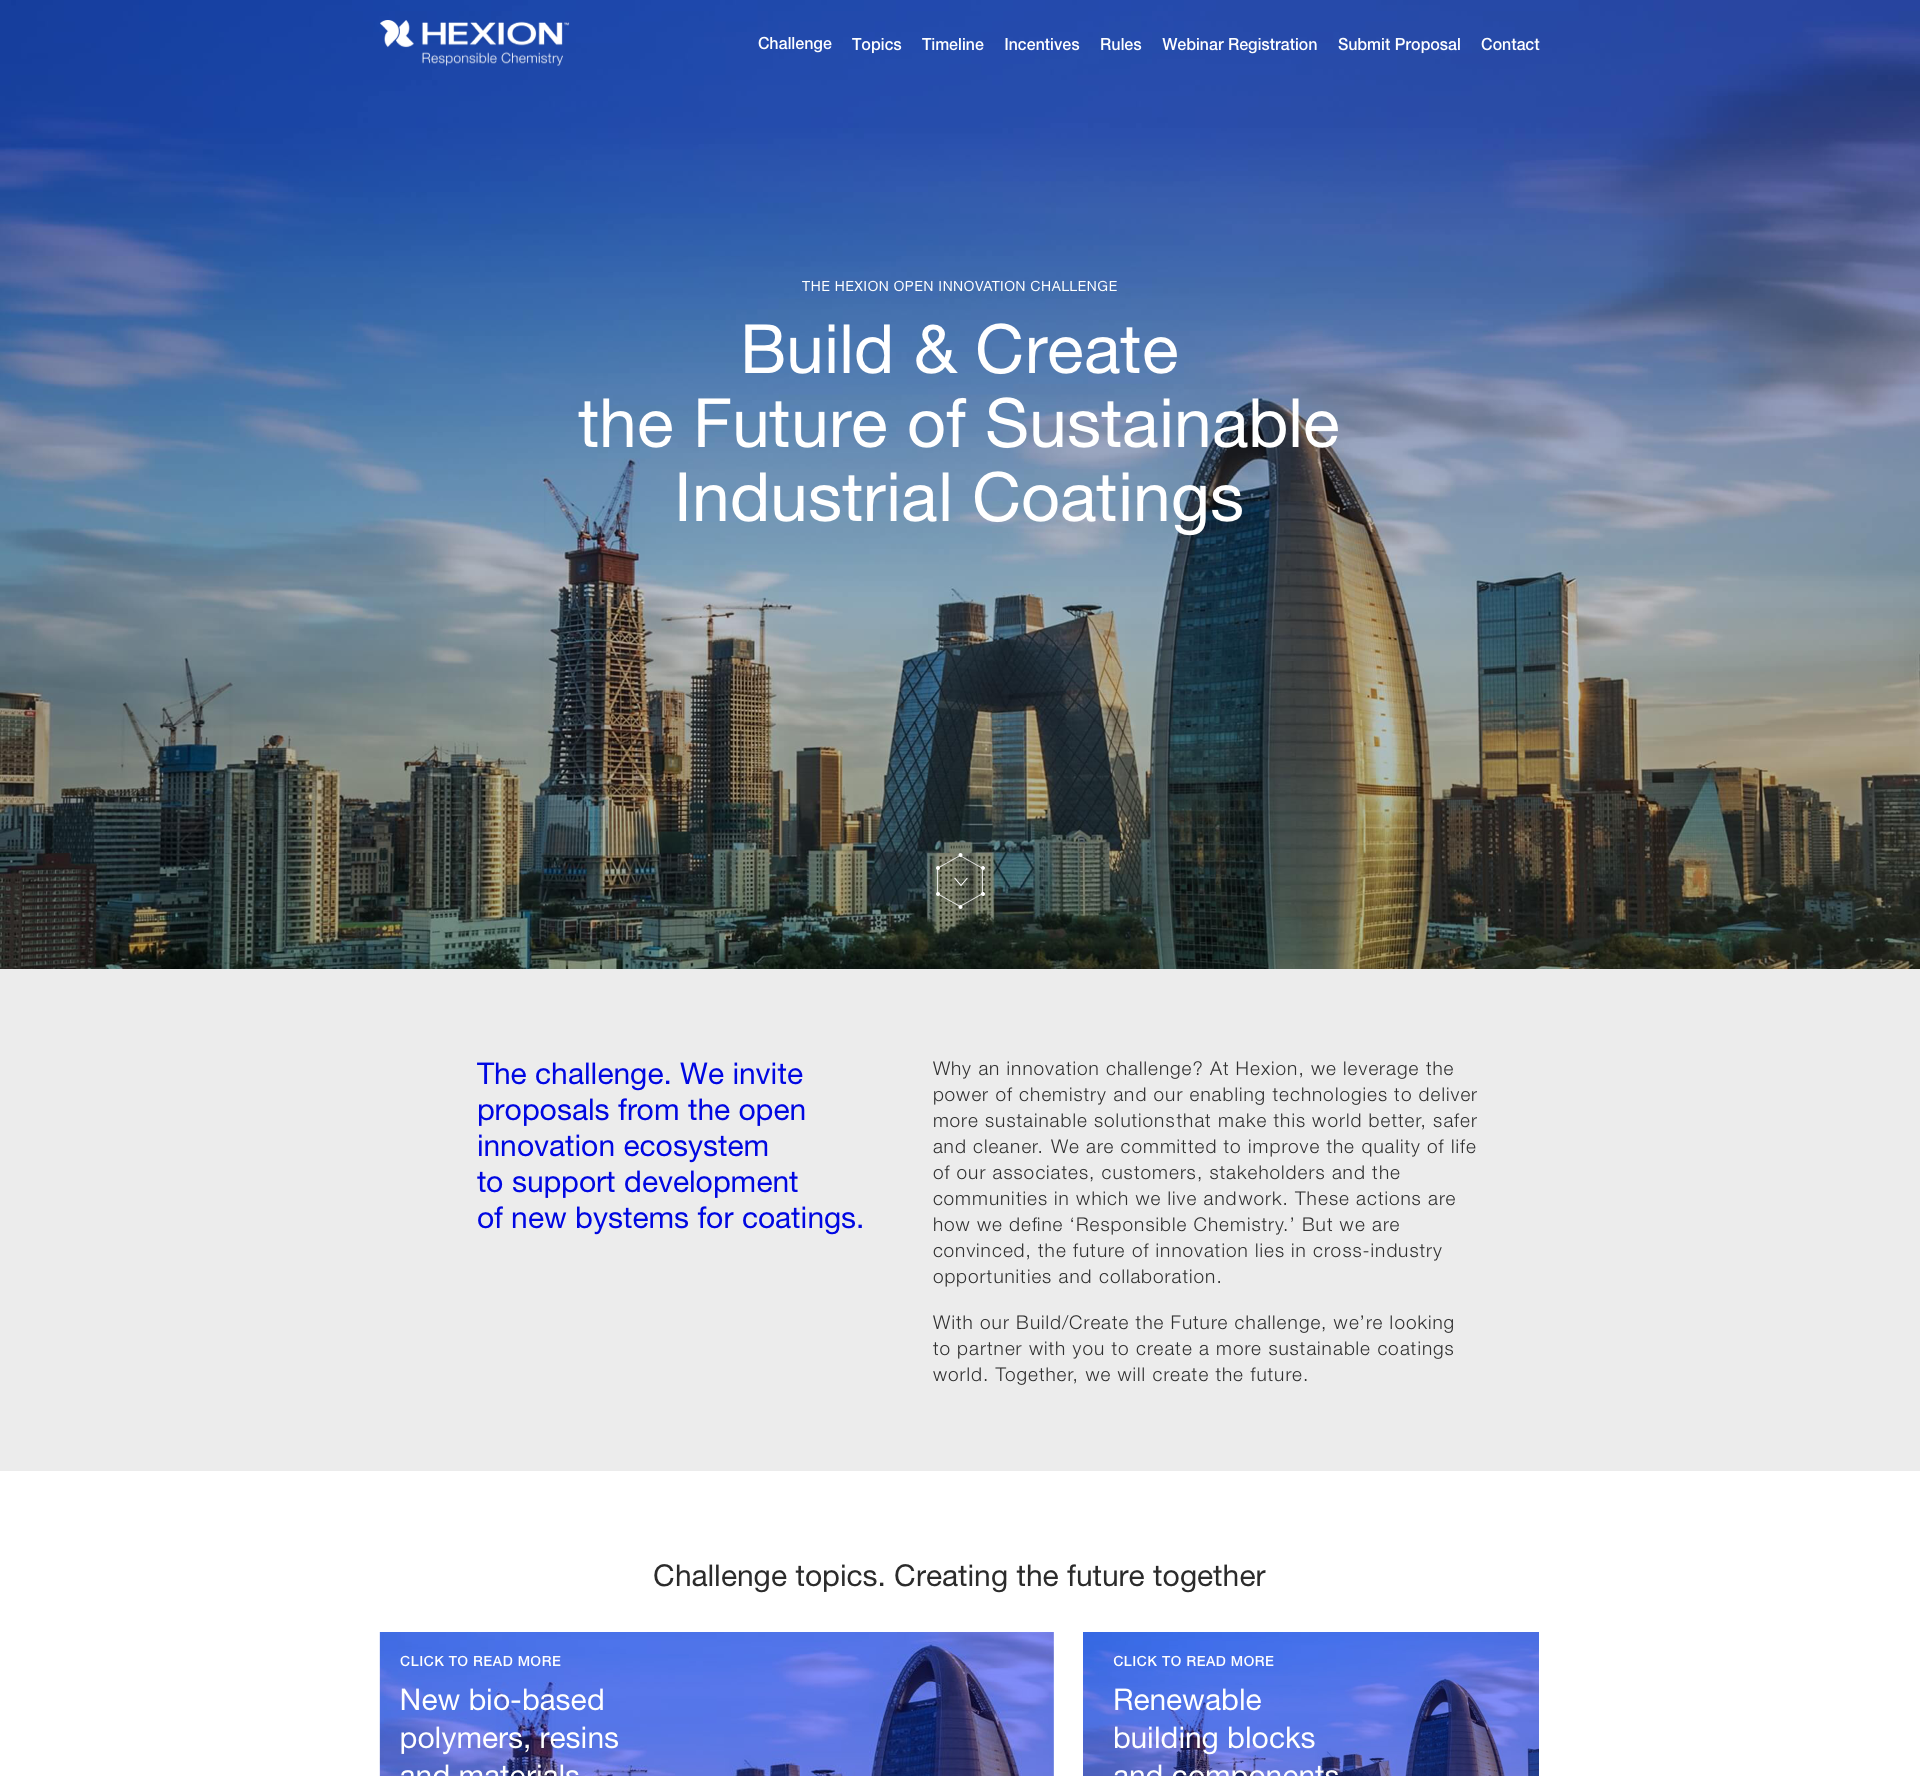 HEXION™
Responsible Chemistry
Challenge Topics Timeline Incentives Rules Webinar Registration Submit Proposal Contact
THE HEXION OPEN INNOVATION CHALLENGE
Build & Create
the Future of Sustainable
Industrial Coatings
The challenge. We invite
proposals from the open
innovation ecosystem
to support development
of new bystems for coatings.
Why an innovation challenge? At Hexion, we leverage the
power of chemistry and our enabling technologies to deliver
more sustainable solutionsthat make this world better, safer
and cleaner. We are committed to improve the quality of life
of our associates, customers, stakeholders and the
communities in which we live andwork. These actions are
how we define ‘Responsible Chemistry.’ But we are
convinced, the future of innovation lies in cross-industry
opportunities and collaboration.
With our Build/Create the Future challenge, we’re looking
to partner with you to create a more sustainable coatings
world. Together, we will create the future.
Challenge topics. Creating the future together
CLICK TO READ MORE
New bio-based
polymers, resins
and materials
CLICK TO READ MORE
Renewable
building blocks
and components